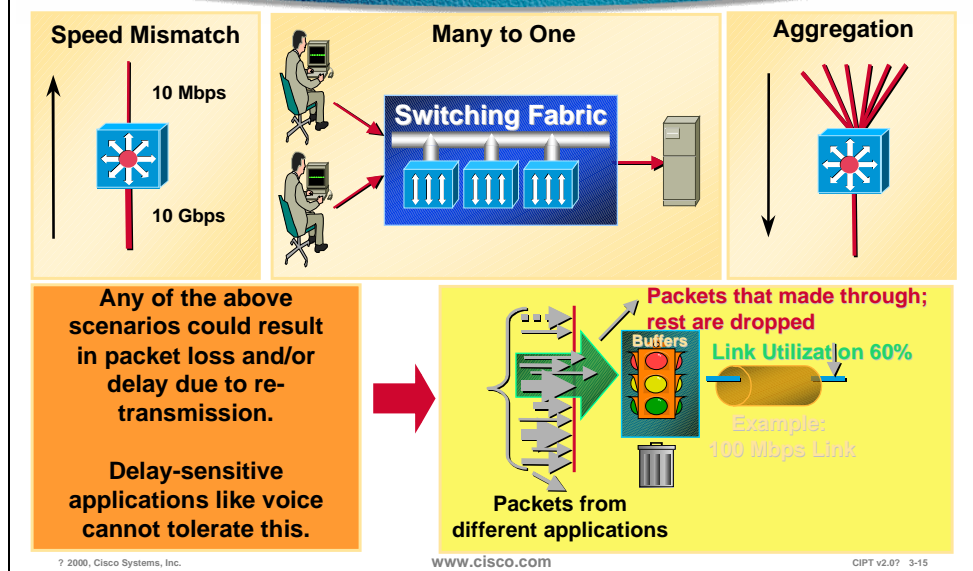 Speed Mismatch
10 Mbps
10 Gbps
Many to One
Switching Fabric
Aggregation
Any of the above
scenarios could result
in packet loss and/or
delay due to re-
transmission.
Delay-sensitive
applications like voice
cannot tolerate this.
Packets that made through;
rest are dropped
Buffers
Link Utilization 60%
Example:
100 Mbps Link
Packets from
different applications
? 2000, Cisco Systems, Inc.
www.cisco.com
CIPT v2.0? 3-15